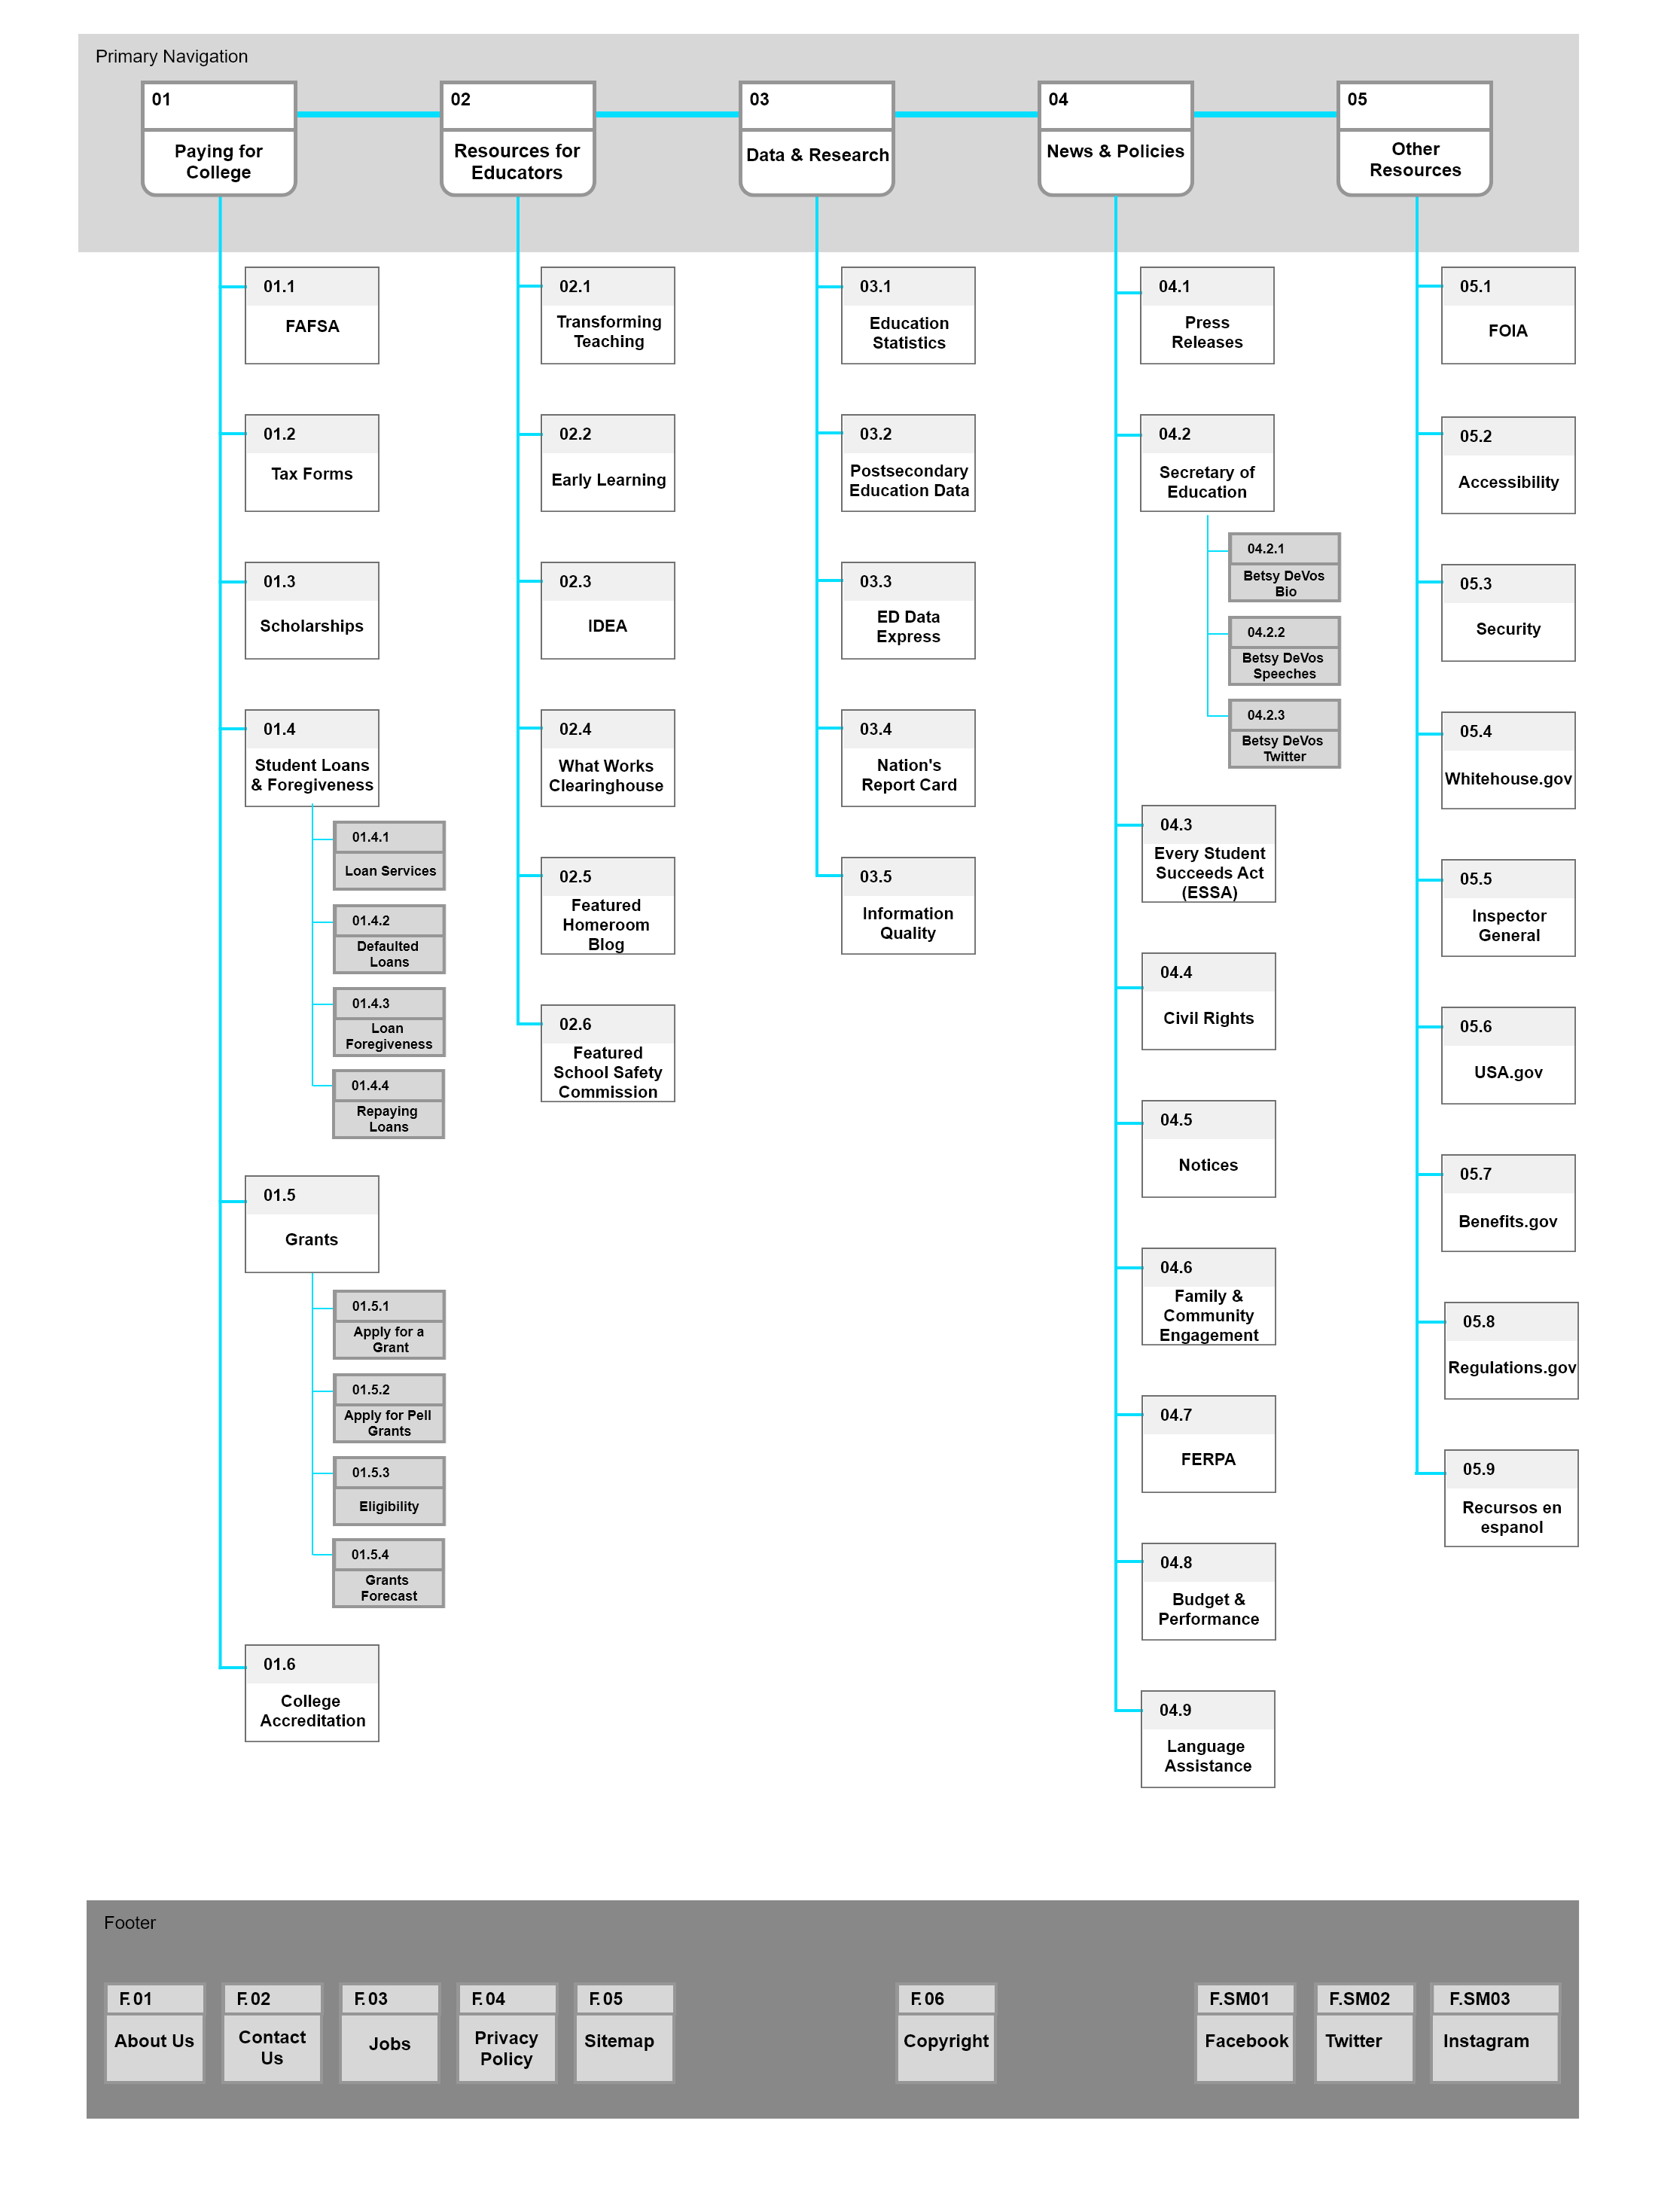 Primary Navigation
01
Paying for
College
02
Resources for
Educators
03
Data & Research
04
News & Policies
05
Other
Resources
01.1
FAFSA
01.2
Tax Forms
01.3
Scholarships
01.4
Student Loans
& Foregiveness
01.4.1
Loan Services
01.4.2
Defaulted
Loans
01.4.3
Loan
Foregiveness
01.4.4
Repaying
Loans
01.5
Grants
01.5.1
Apply for a
Grant
01.5.2
Apply for Pell
Grants
01.5.3
Eligibility
01.5.4
Grants
Forecast
01.6
College
Accreditation
02.1
Transforming
Teaching
02.2
Early Learning
02.3
IDEA
02.4
What Works
Clearinghouse
02.5
Featured
Homeroom
Blog
02.6
Featured
School Safety
Commission
03.1
Education
Statistics
03.2
Postsecondary
Education Data
03.3
ED Data
Express
03.4
Nation's
Report Card
03.5
Information
Quality
04.1
Press
Releases
04.2
Secretary of
Education
04.2.1
Betsy DeVos
Bio
04.2.2
Betsy DeVos
Speeches
04.2.3
Betsy DeVos
Twitter
04.3
Every Student
Succeeds Act
(ESSA)
04.4
Civil Rights
04.5
Notices
04.6
Family &
Community
Engagement
04.7
FERPA
04.8
Budget &
Performance
04.9
Language
Assistance
05.1
FOIA
05.2
Accessibility
05.3
Security
05.4
Whitehouse.gov
05.5
Inspector
General
05.6
USA.gov
05.7
Benefits.gov
05.8
Regulations.gov
05.9
Recursos en
espanol
Footer
F.01
About Us
F.02
Contact
Us
F.03
Jobs
F.04
Privacy
Policy
F.05
Sitemap
F.06
Copyright
F.SM01
Facebook
F.SM02
Twitter
F.SM03
Instagram